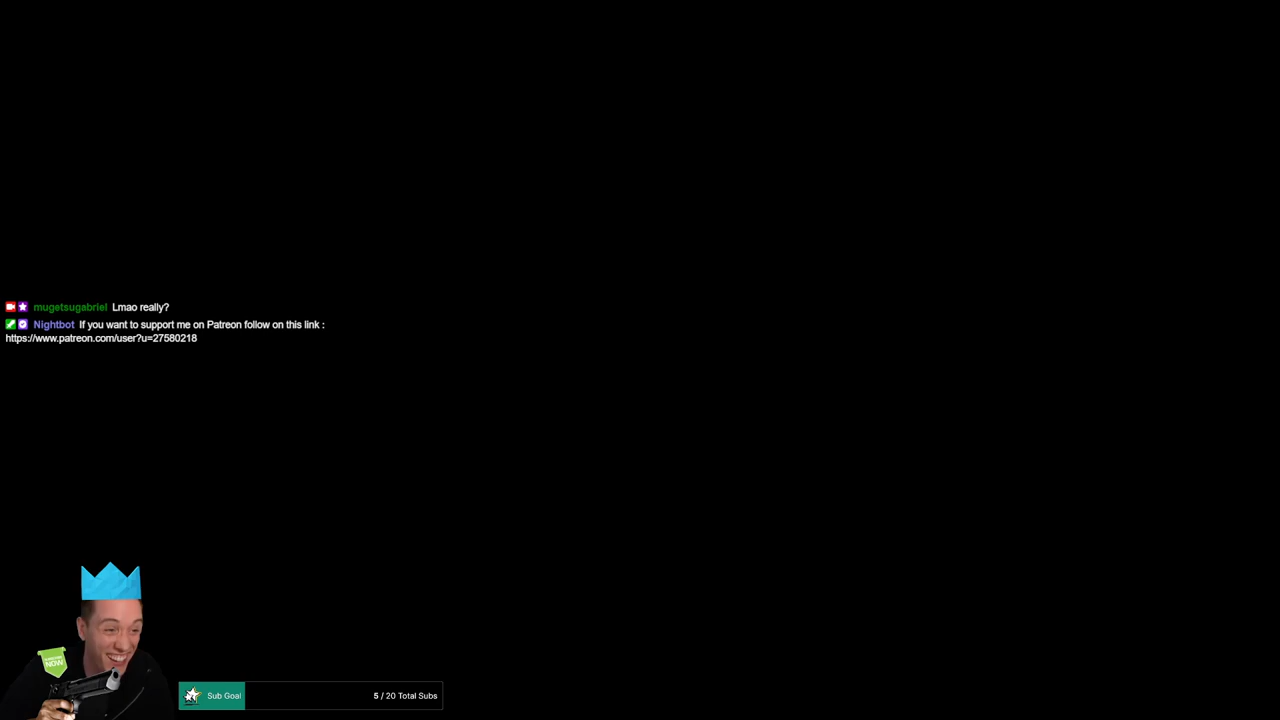 mugetsugabriel Lmao really?
Nightbot If you want to support me on Patreon follow on this link :
https://www.patreon.com/user?u=27580218
NOW
Sub Goal 5 / 20 Total Subs